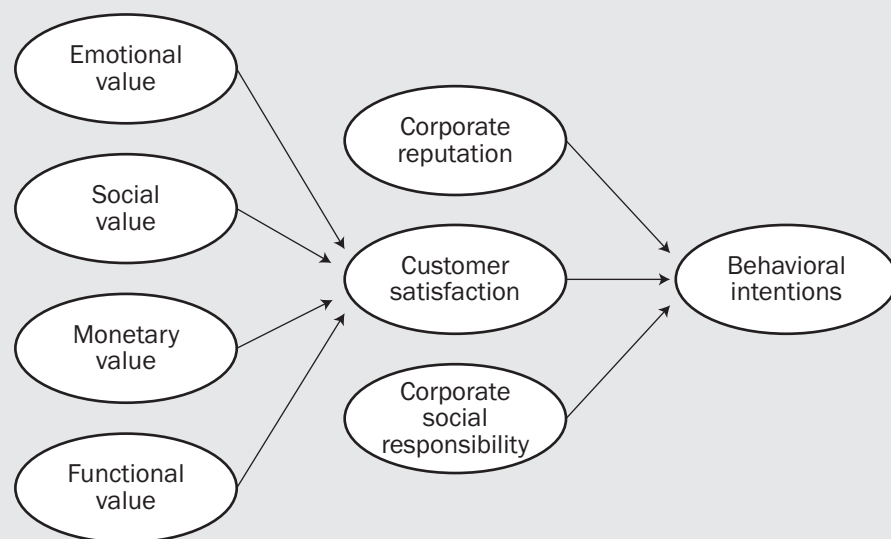 Emotional
value
Social
value
Monetary
value
Functional
value
Corporate
reputation
Customer
satisfaction
Corporate
social
responsibility
Behavioral
intentions